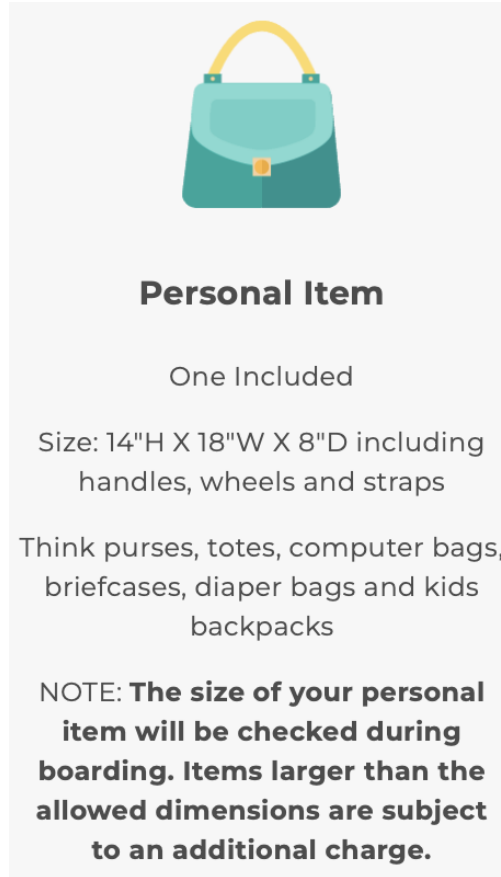 Personal Item
One Included
Size: 14"H X 18"W X 8"D including
handles, wheels and straps
Think purses, totes, computer bags,
briefcases, diaper bags and kids
backpacks
NOTE: The size of your personal
item will be checked during
boarding. Items larger than the
allowed dimensions are subject
to an additional charge.